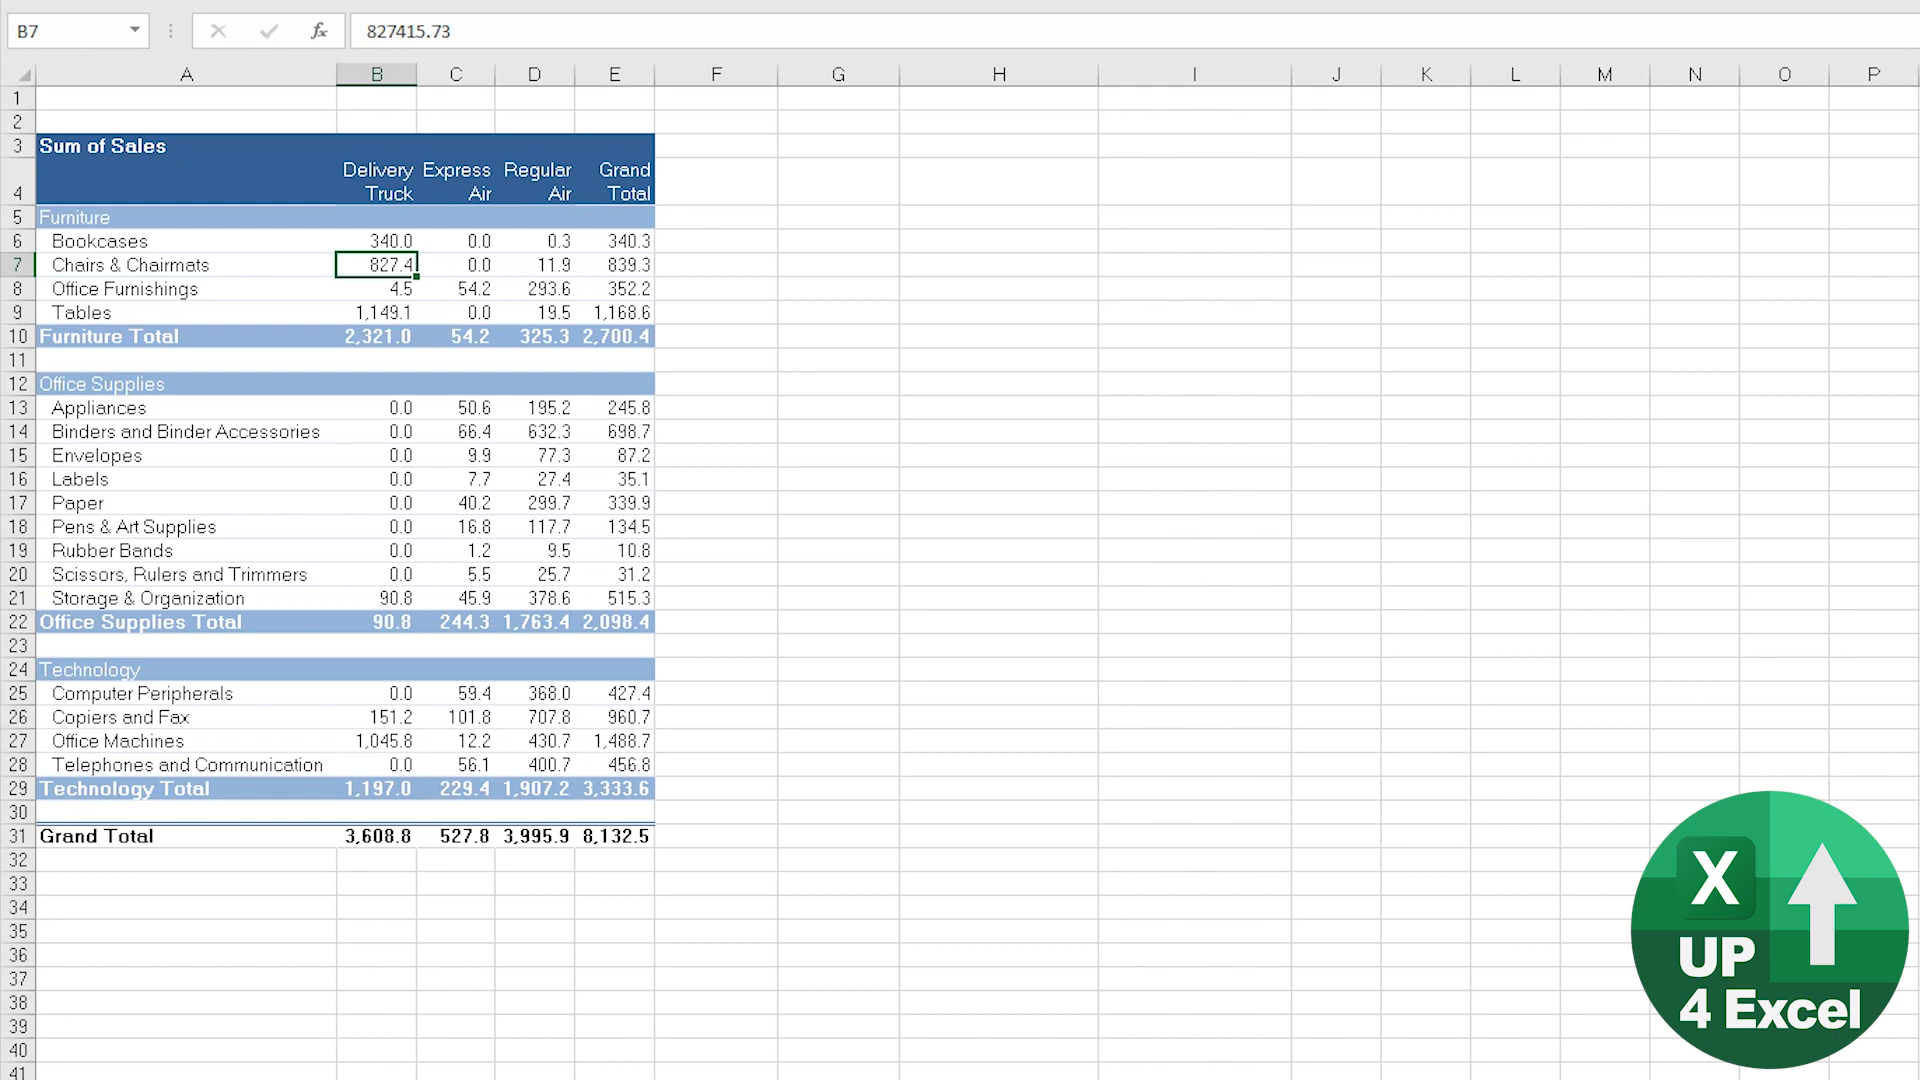 B7 fx 827415.73
A B C D E F G H I J K L M N O P
1
2
3 Sum of Sales
4 Delivery Truck Express Air Regular Air Grand Total
5 Furniture
6 Bookcases 340.0 0.0 0.3 340.3
7 Chairs & Chairmats 827.4 0.0 11.9 839.3
8 Office Furnishings 4.5 54.2 293.6 352.2
9 Tables 1,149.1 0.0 19.5 1,168.6
10 Furniture Total 2,321.0 54.2 325.3 2,700.4
11
12 Office Supplies
13 Appliances 0.0 50.6 195.2 245.8
14 Binders and Binder Accessories 0.0 66.4 632.3 698.7
15 Envelopes 0.0 9.9 77.3 87.2
16 Labels 0.0 7.7 27.4 35.1
17 Paper 0.0 40.2 299.7 339.9
18 Pens & Art Supplies 0.0 16.8 117.7 134.5
19 Rubber Bands 0.0 1.2 9.5 10.8
20 Scissors, Rulers and Trimmers 0.0 5.5 25.7 31.2
21 Storage & Organization 90.8 45.9 378.6 515.3
22 Office Supplies Total 90.8 244.3 1,763.4 2,098.4
23
24 Technology
25 Computer Peripherals 0.0 59.4 368.0 427.4
26 Copiers and Fax 151.2 101.8 707.8 960.7
27 Office Machines 1,045.8 12.2 430.7 1,488.7
28 Telephones and Communication 0.0 56.1 400.7 456.8
29 Technology Total 1,197.0 229.4 1,907.2 3,333.6
30
31 Grand Total 3,608.8 527.8 3,995.9 8,132.5
32
33
34
35
36
37
38
39
40
41
X
UP
4 Excel